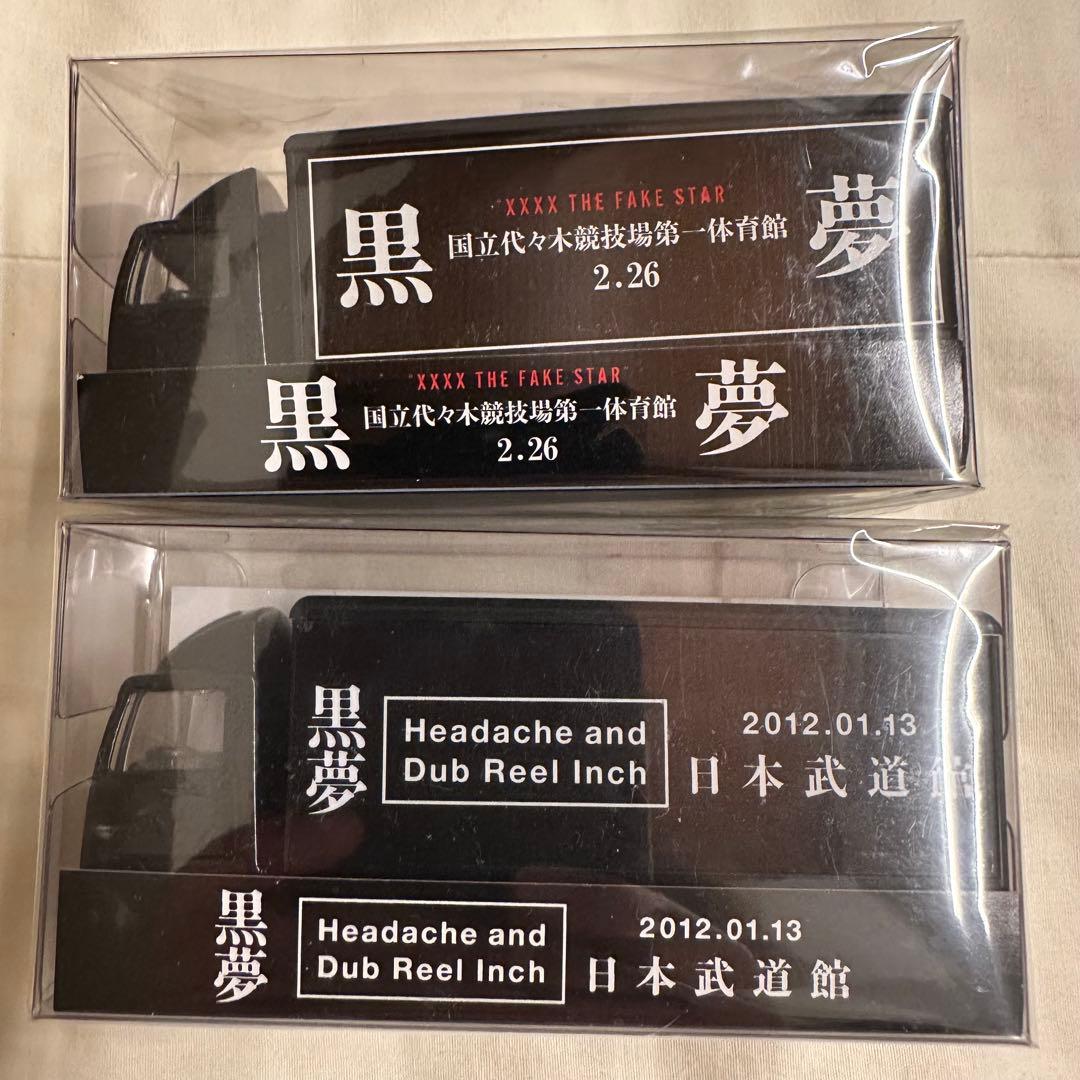 黒夢
"XXXX THE FAKE STAR"
国立代々木競技場第一体育館
2.26
黒夢
"XXXX THE FAKE STAR"
国立代々木競技場第一体育館
2.26
黒夢
Headache and
Dub Reel Inch
2012.01.13
日本武道館
黒夢
Headache and
Dub Reel Inch
2012.01.13
日本武道館